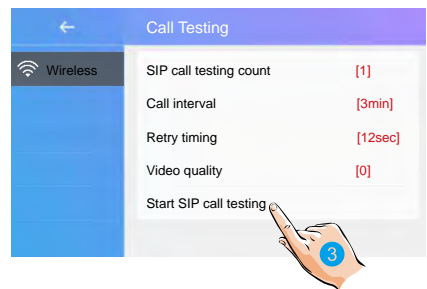 Call Testing
Wireless
SIP call testing count [1]
Call interval [3min]
Retry timing [12sec]
Video quality [0]
Start SIP call testing
3